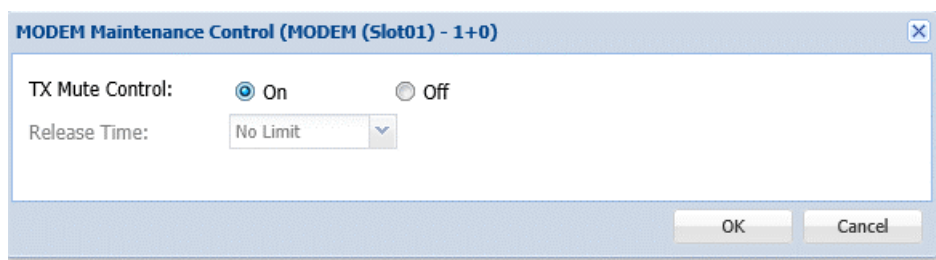 MODEM Maintenance Control (MODEM (Slot01) - 1+0)
TX Mute Control: On Off
Release Time: No Limit
OK Cancel